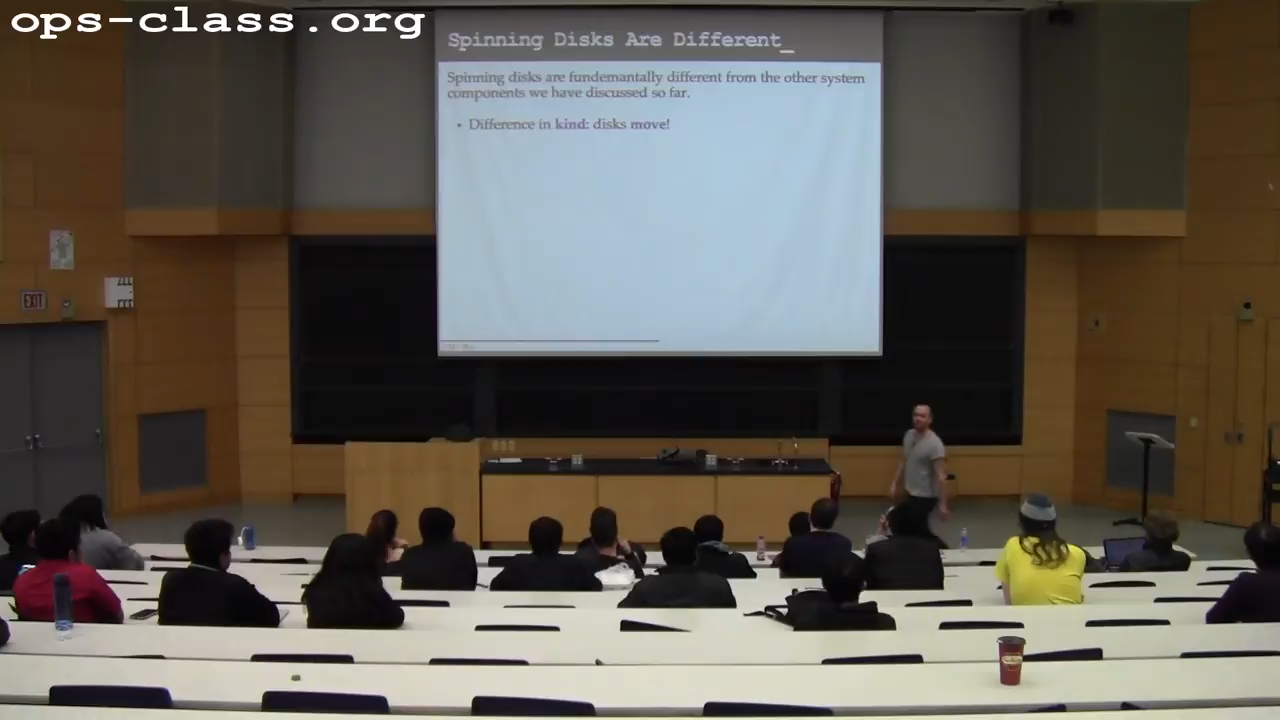 ops-class.org
Spinning Disks Are Different_
Spinning disks are fundemantally different from the other system
components we have discussed so far.
• Difference in kind: disks move!
EXIT